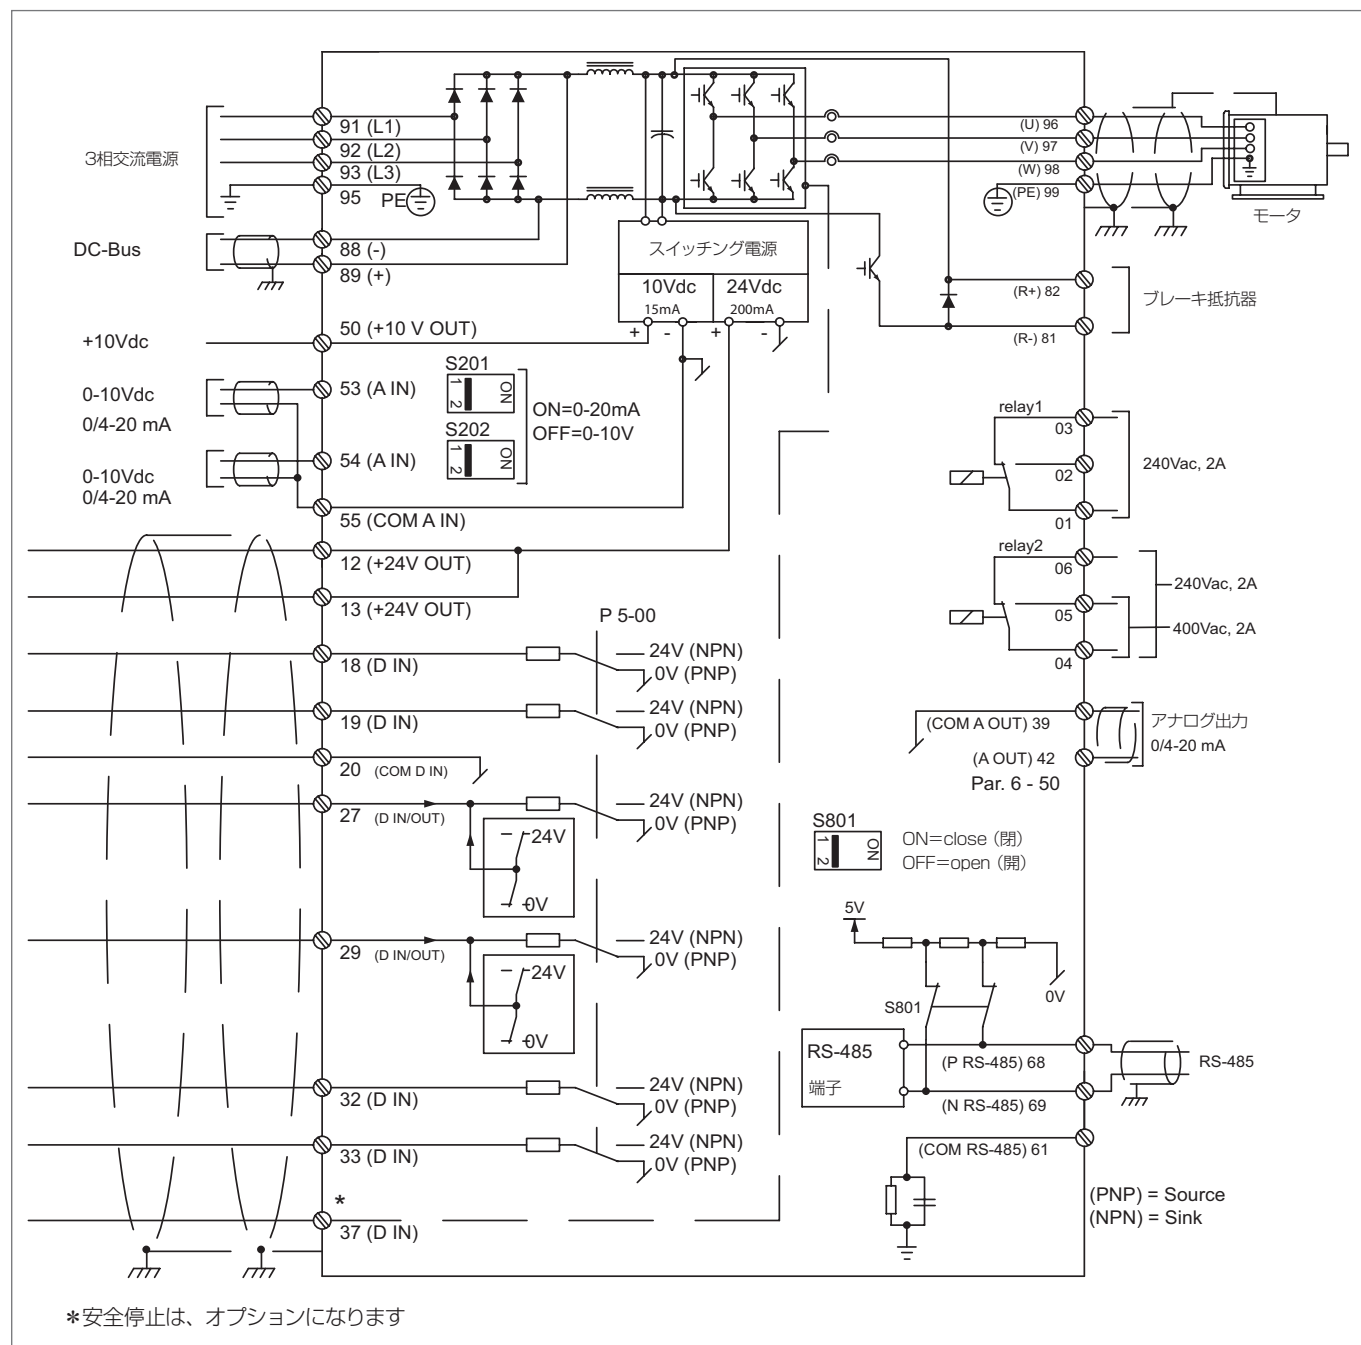 91 (L1)
92 (L2)
93 (L3)
95 PE
3相交流電源
DC-Bus
88 (-)
89 (+)
+10Vdc
50 (+10 V OUT)
0-10Vdc
0/4-20 mA
53 (A IN)
0-10Vdc
0/4-20 mA
54 (A IN)
55 (COM A IN)
12 (+24V OUT)
13 (+24V OUT)
S201
1 2 ON
S202
1 2 ON
ON=0-20mA
OFF=0-10V
スイッチング電源
10Vdc
15mA
24Vdc
200mA
+ - + -
(U) 96
(V) 97
(W) 98
(PE) 99
モータ
(R+) 82
(R-) 81
ブレーキ抵抗器
relay1
03
02
01
240Vac, 2A
relay2
06
05
04
240Vac, 2A
400Vac, 2A
P 5-00
18 (D IN)
24V (NPN)
0V (PNP)
19 (D IN)
24V (NPN)
0V (PNP)
20 (COM D IN)
27 (D IN/OUT)
24V (NPN)
0V (PNP)
24V
0V
29 (D IN/OUT)
24V (NPN)
0V (PNP)
24V
0V
32 (D IN)
24V (NPN)
0V (PNP)
33 (D IN)
24V (NPN)
0V (PNP)
*
37 (D IN)
(COM A OUT) 39
(A OUT) 42
Par. 6 - 50
アナログ出力
0/4-20 mA
S801
1 2 ON
ON=close (閉)
OFF=open (開)
5V
0V
S801
RS-485
端子
(P RS-485) 68
(N RS-485) 69
(COM RS-485) 61
RS-485
(PNP) = Source
(NPN) = Sink
*安全停止は、オプションになります